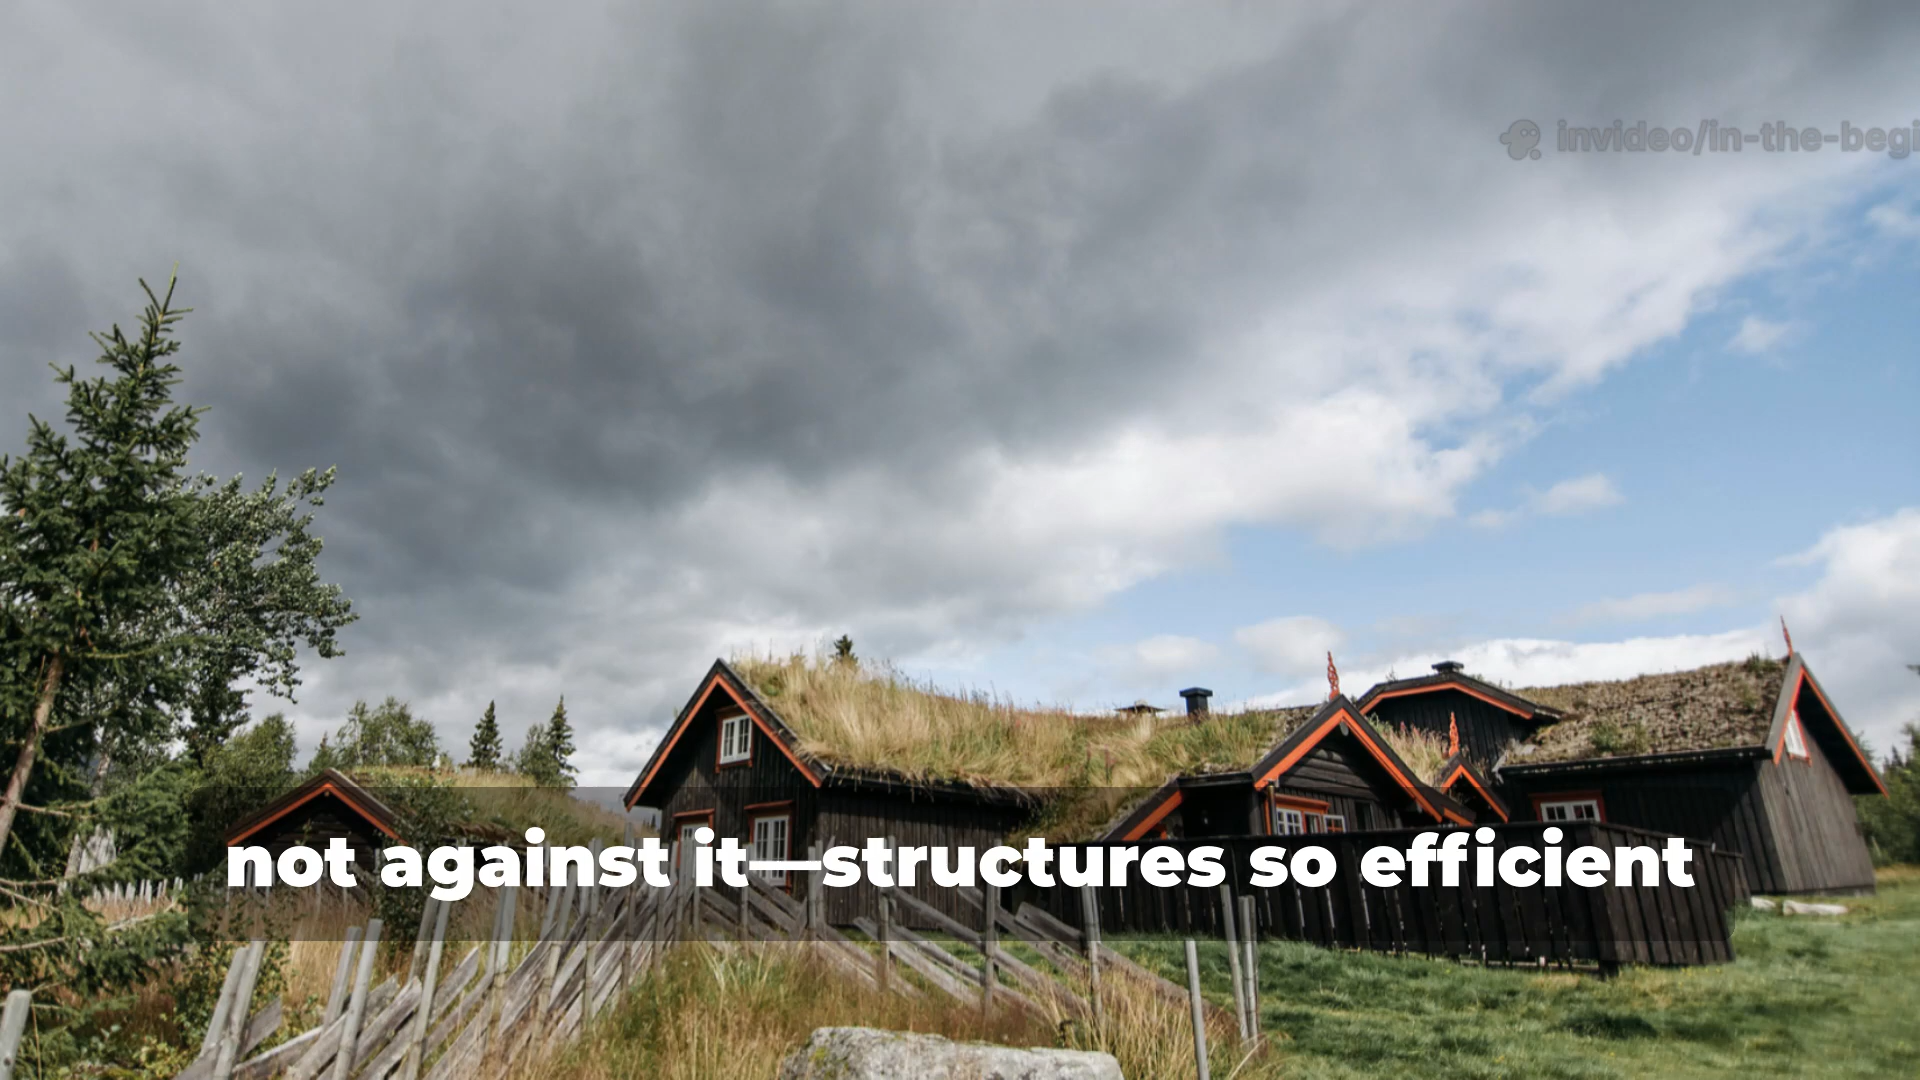 invideo/in-the-begi
not against it—structures so efficient